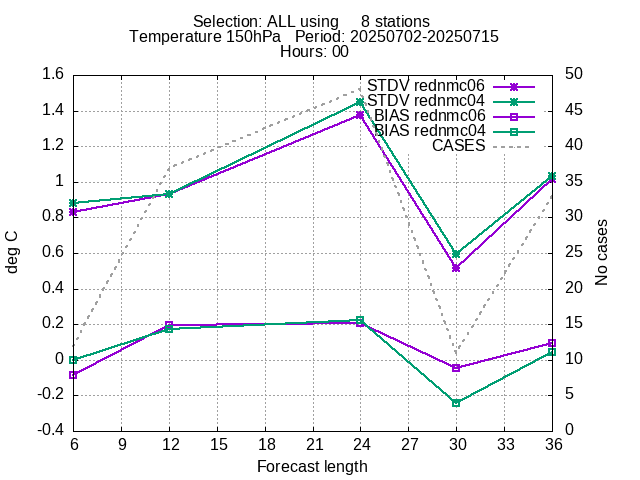 Selection: ALL using     8 stations
Temperature 150hPa   Period: 20250702-20250715
Hours: 00
1.6
1.4
1.2
1
0.8
0.6
0.4
0.2
0
-0.2
-0.4
deg C
STDV rednmc06
STDV rednmc04
BIAS rednmc06
BIAS rednmc04
CASES
50
45
40
35
30
25
20
15
10
5
0
No cases
6 9 12 15 18 21 24 27 30 33 36
Forecast length